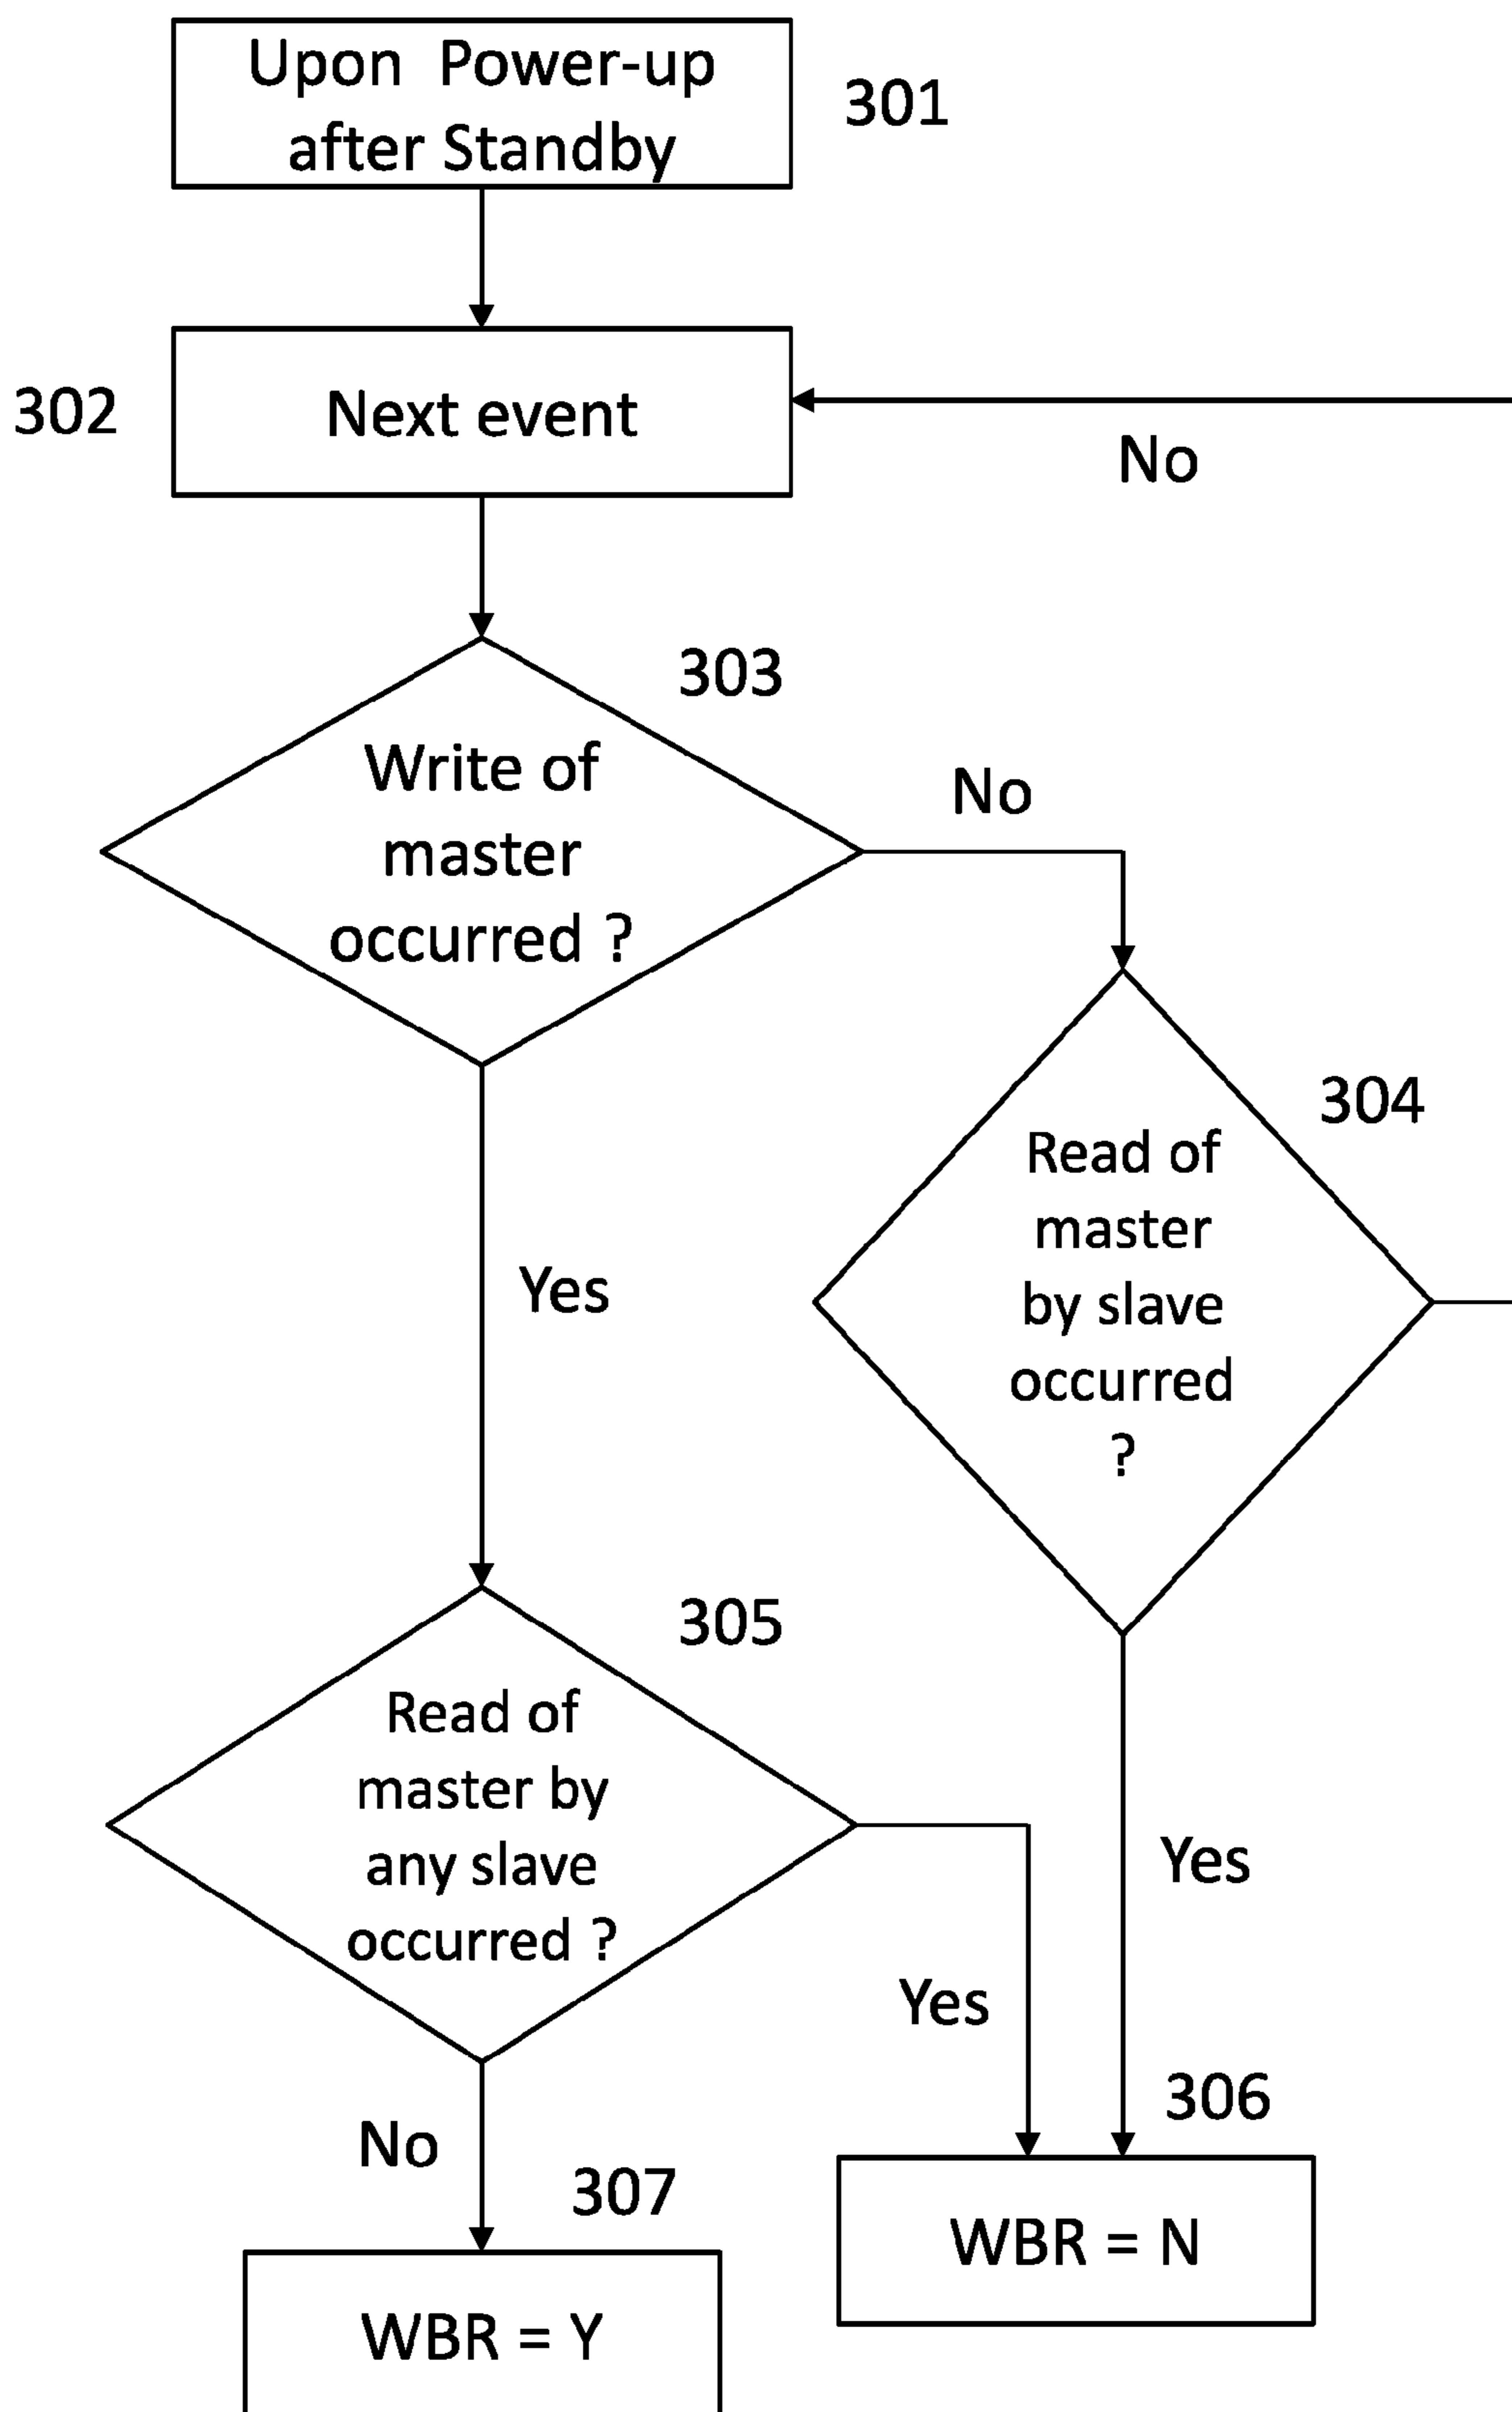 Upon Power-up
after Standby
301
302
Next event
No
303
Write of
master
occurred ?
No
304
Read of
master
by slave
occurred
?
Yes
305
Read of
master by
any slave
occurred ?
Yes
Yes
306
No
307
WBR = N
WBR = Y